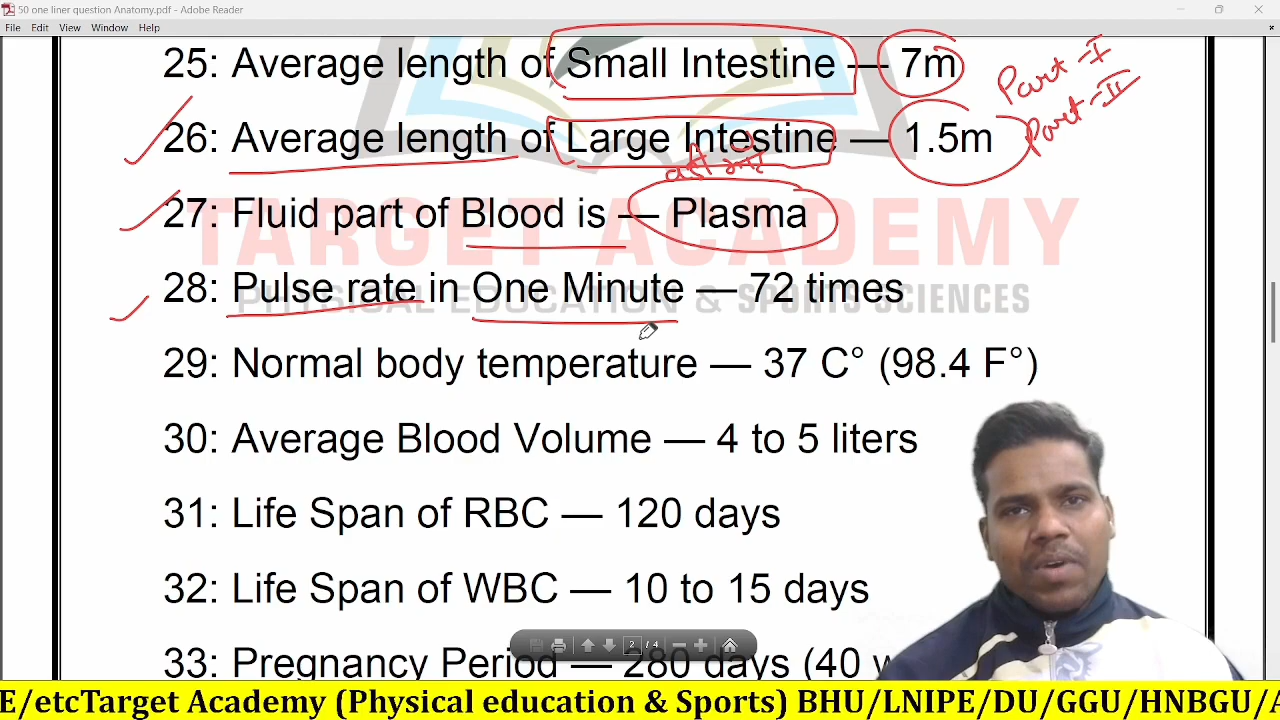 50 one liner question Anatomy.pdf - Adobe Reader
File Edit View Window Help
25: Average length of Small Intestine — 7m
Part-I
Part-II
26: Average length of Large Intestine — 1.5m
27: Fluid part of Blood is — Plasma
TARGET ACADEMY
28: Pulse rate in One Minute — 72 times
PHYSICAL EDUCATION & SPORTS SCIENCES
29: Normal body temperature — 37 C° (98.4 F°)
30: Average Blood Volume — 4 to 5 liters
31: Life Span of RBC — 120 days
32: Life Span of WBC — 10 to 15 days
2 / 4
33: Pregnancy Period — 280 days (40 w
E/etcTarget Academy (Physical education & Sports) BHU/LNIPE/DU/GGU/HNBGU/A